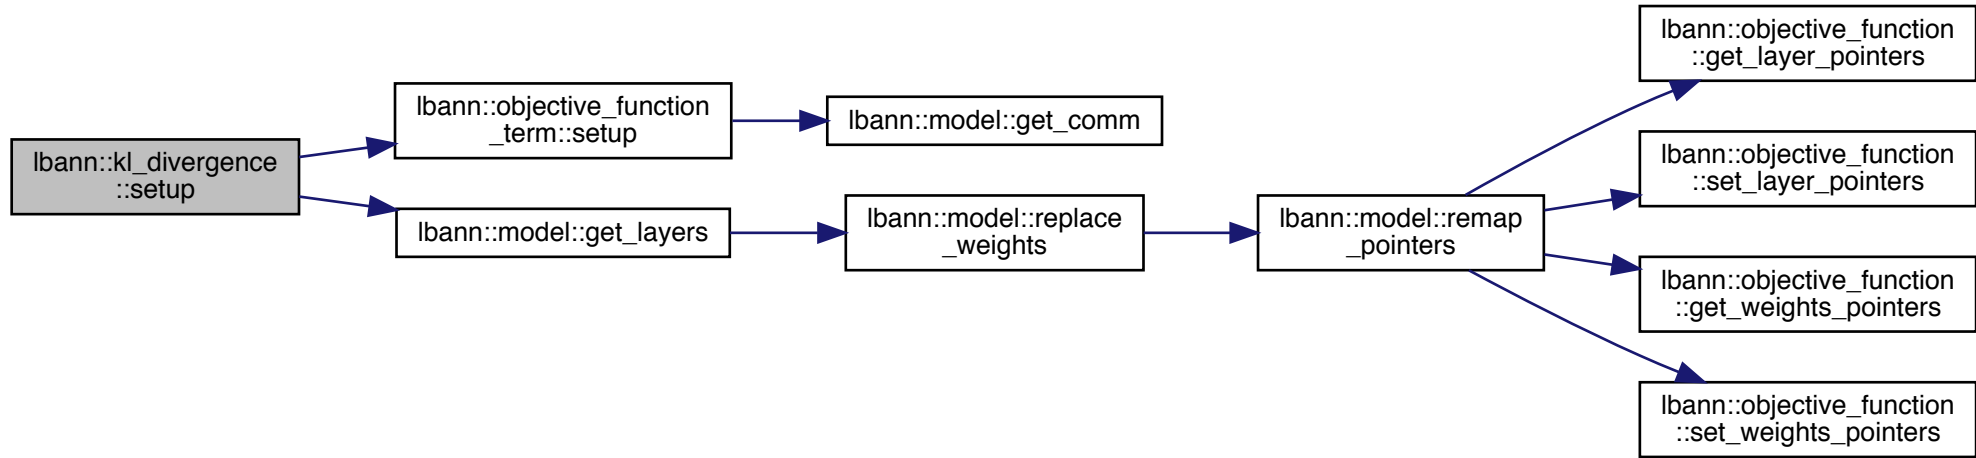 lbann::kl_divergence
::setup
lbann::objective_function
_term::setup
lbann::model::get_comm
lbann::model::get_layers
lbann::model::replace
_weights
lbann::model::remap
_pointers
lbann::objective_function
::get_layer_pointers
lbann::objective_function
::set_layer_pointers
lbann::objective_function
::get_weights_pointers
lbann::objective_function
::set_weights_pointers